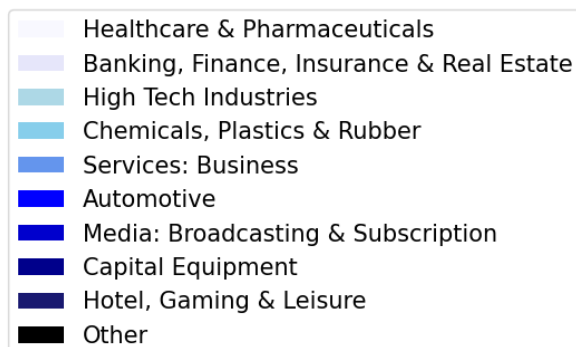 Healthcare & Pharmaceuticals
Banking, Finance, Insurance & Real Estate
High Tech Industries
Chemicals, Plastics & Rubber
Services: Business
Automotive
Media: Broadcasting & Subscription
Capital Equipment
Hotel, Gaming & Leisure
Other